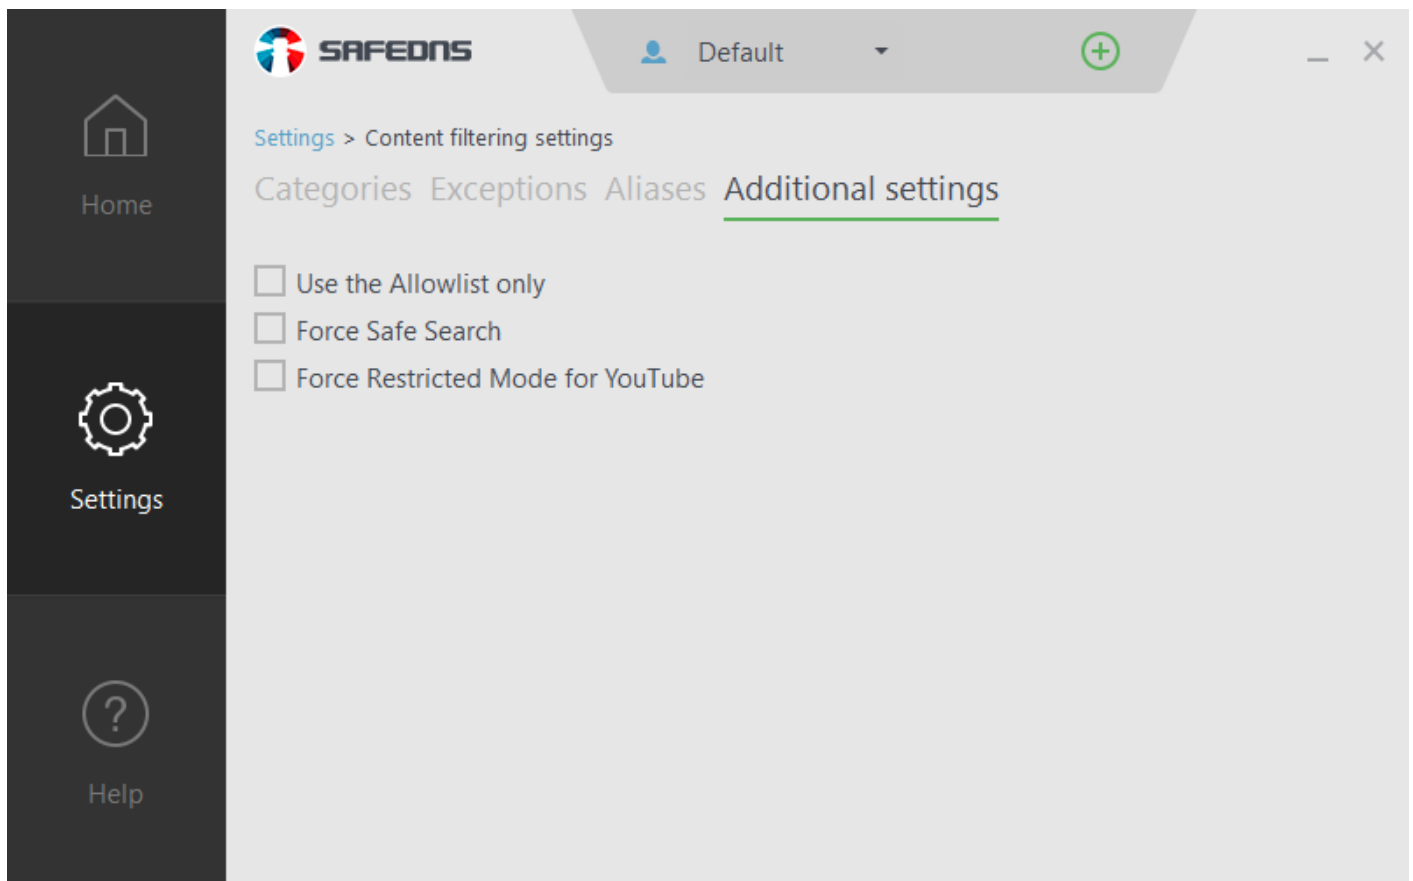 SAFEDNS
Default
Settings > Content filtering settings
Categories Exceptions Aliases Additional settings
Home
Use the Allowlist only
Force Safe Search
Force Restricted Mode for YouTube
Settings
Help